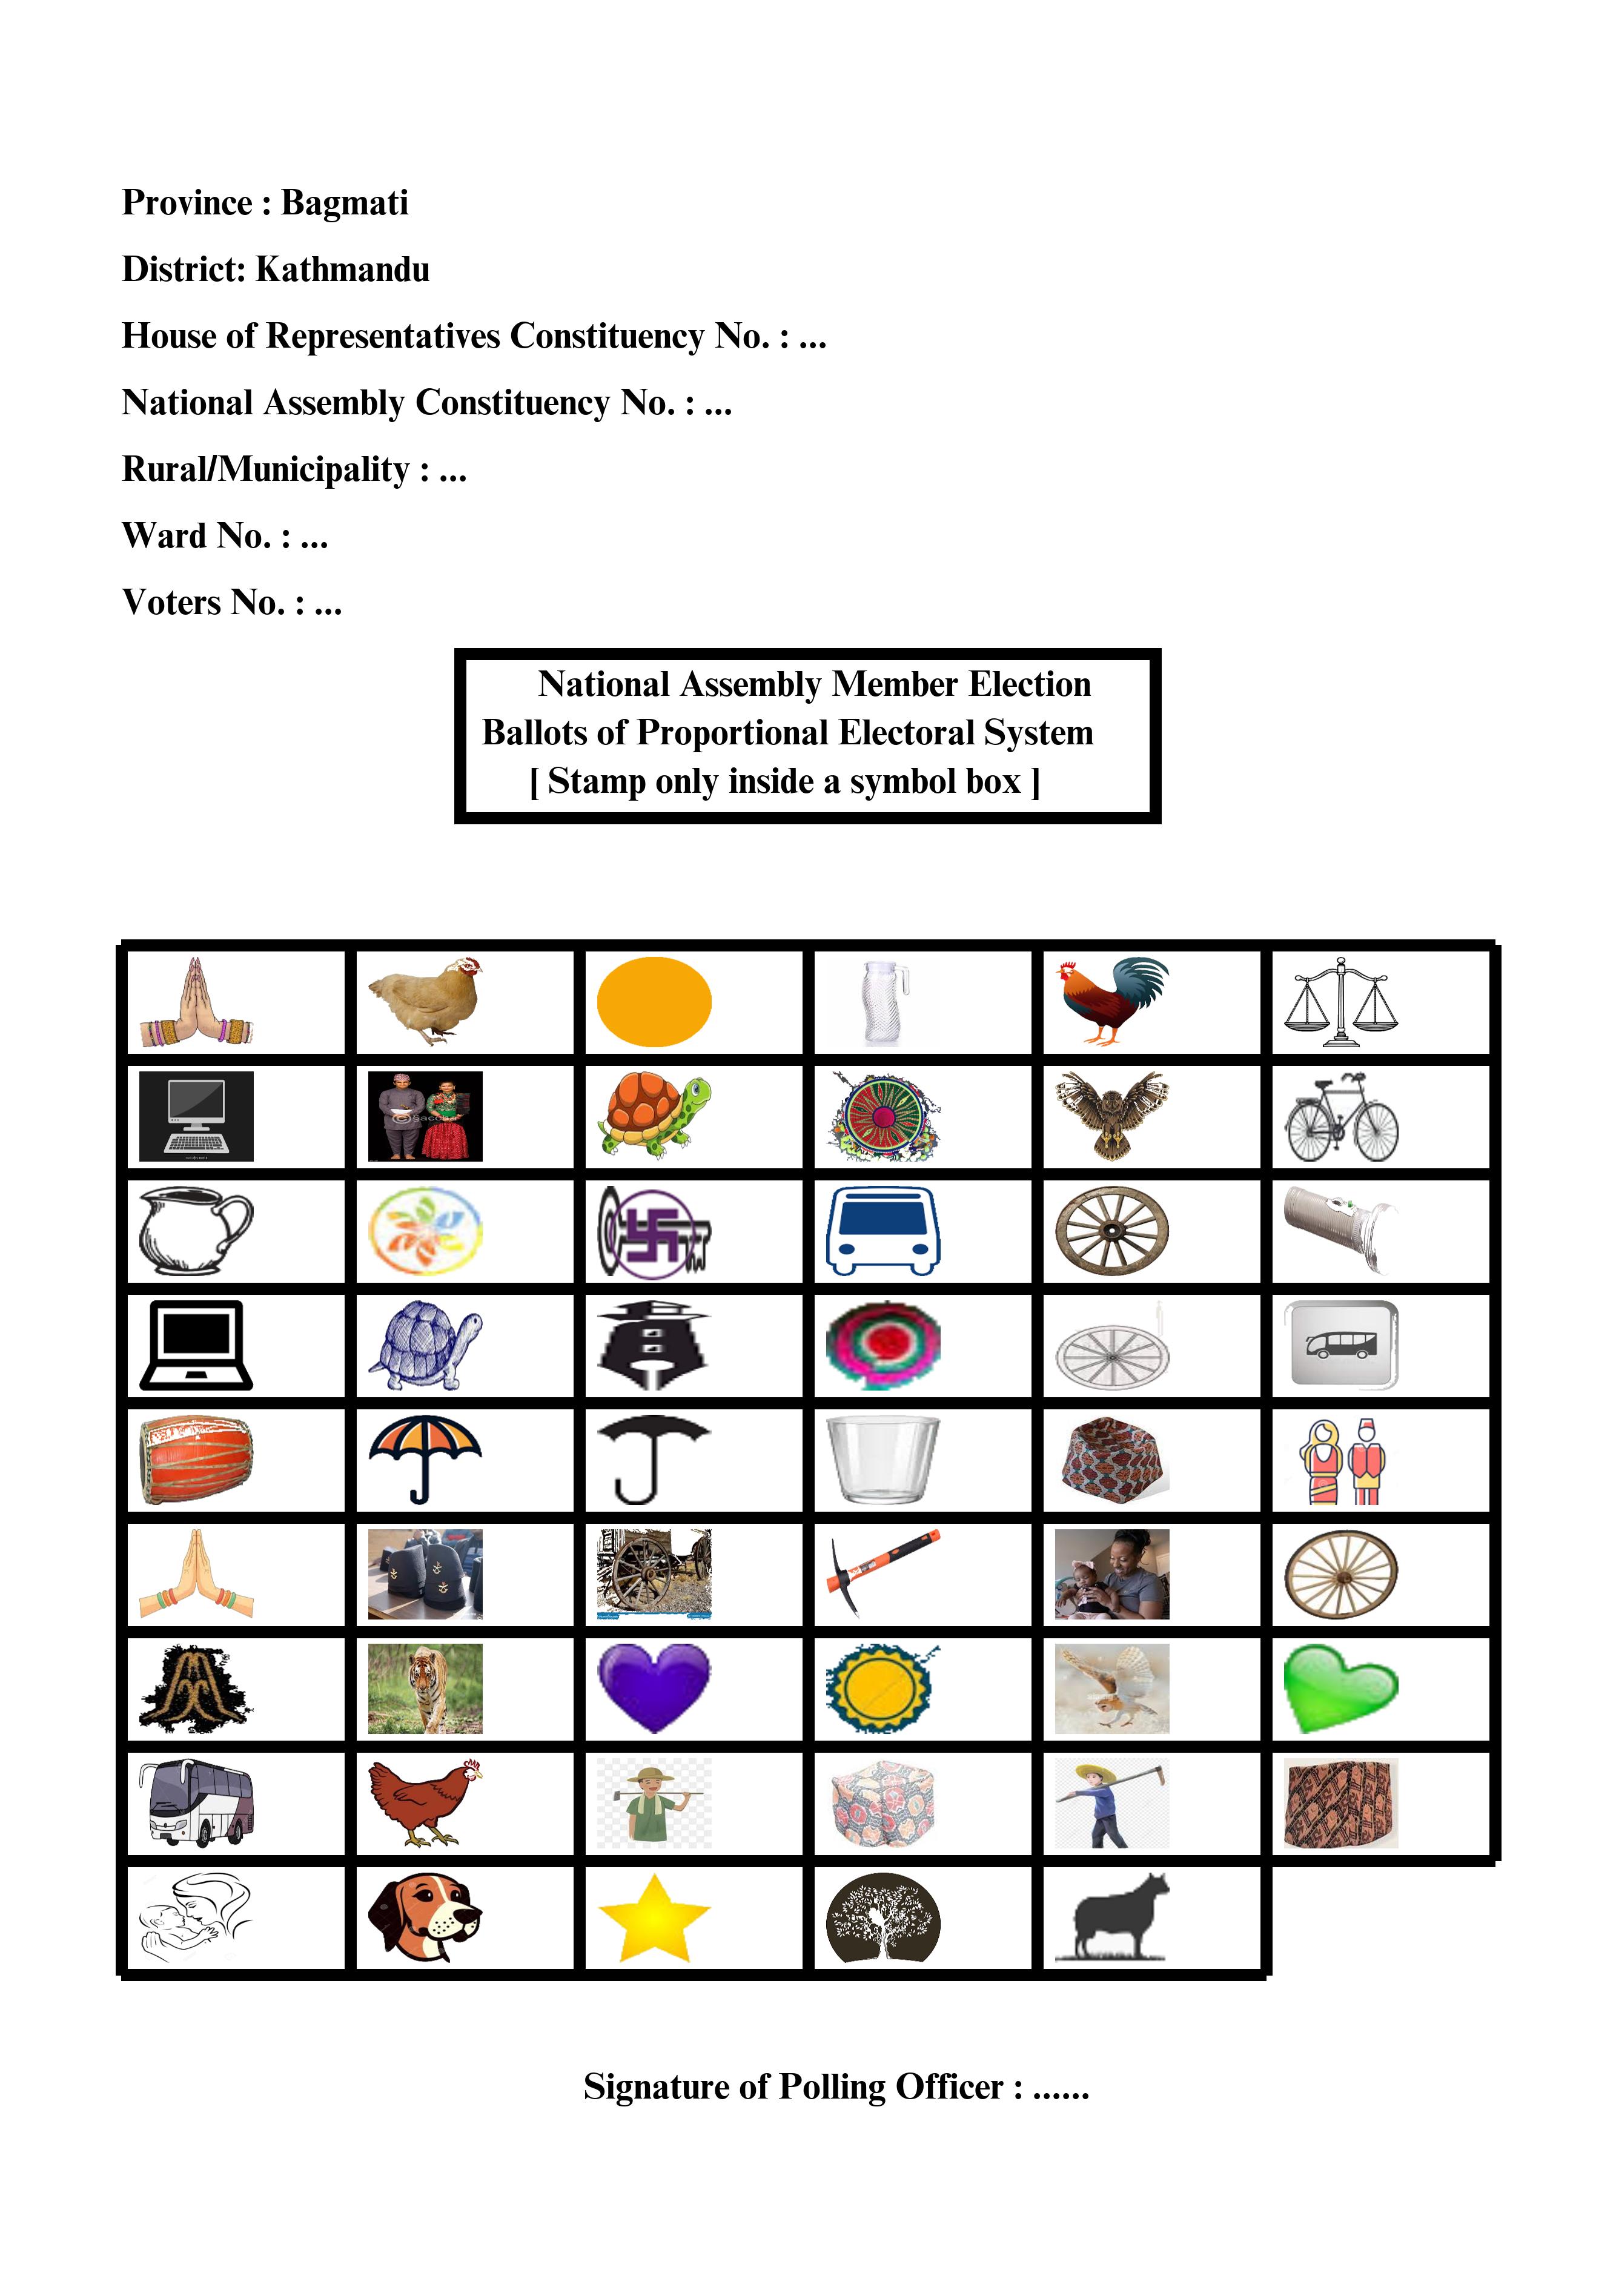 Province : Bagmati
District: Kathmandu
House of Representatives Constituency No. : ...
National Assembly Constituency No. : ...
Rural/Municipality : ...
Ward No. : ...
Voters No. : ...
National Assembly Member Election
Ballots of Proportional Electoral System
[ Stamp only inside a symbol box ]
Signature of Polling Officer : ......